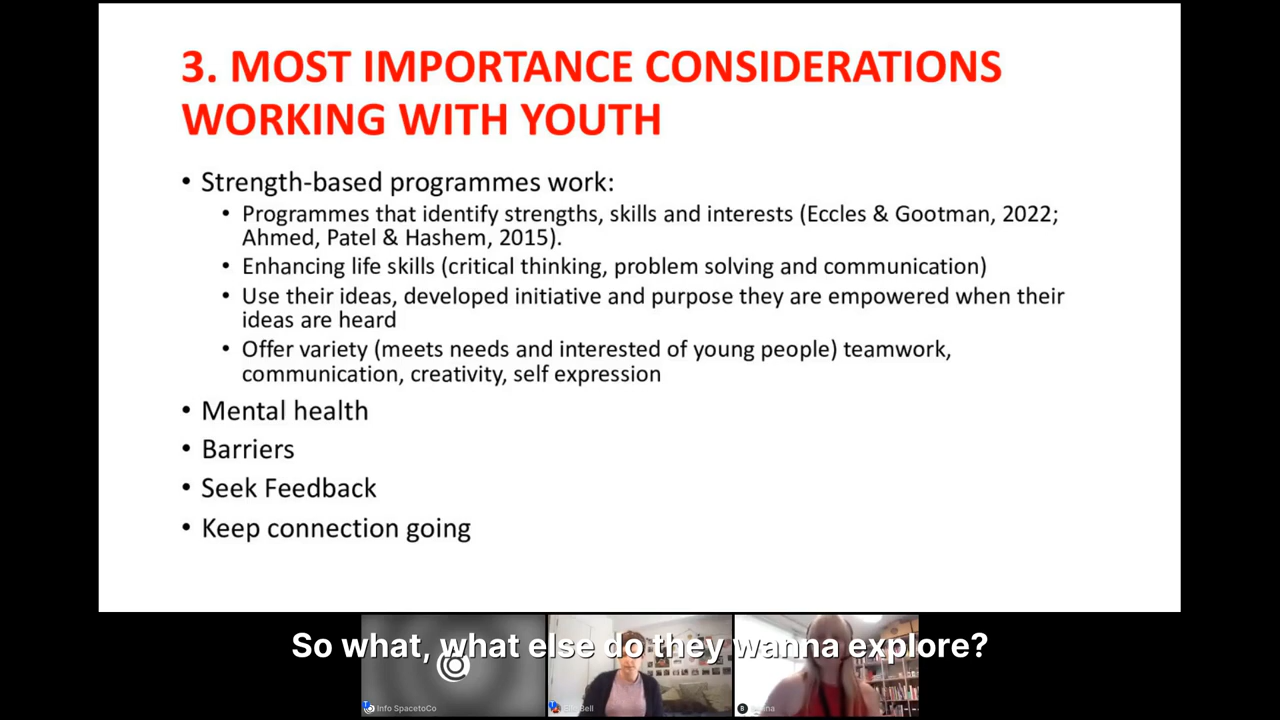 3. MOST IMPORTANCE CONSIDERATIONS
WORKING WITH YOUTH
• Strength-based programmes work:
• Programmes that identify strengths, skills and interests (Eccles & Gootman, 2022;
Ahmed, Patel & Hashem, 2015).
• Enhancing life skills (critical thinking, problem solving and communication)
• Use their ideas, developed initiative and purpose they are empowered when their
ideas are heard
• Offer variety (meets needs and interested of young people) teamwork,
communication, creativity, self expression
• Mental health
• Barriers
• Seek Feedback
• Keep connection going
So what, what else do they wanna explore?
Info SpacetoCo
Bell